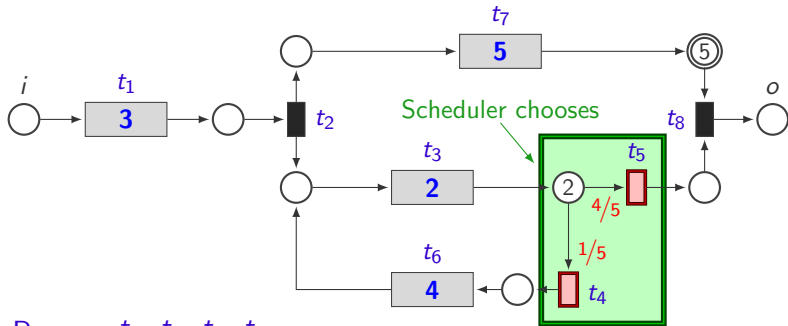 t₇
5
5
i
t₁
o
3
t₂
Scheduler chooses
t₈
t₃
t₅
2
2
4/5
t₆
1/5
4
t₄